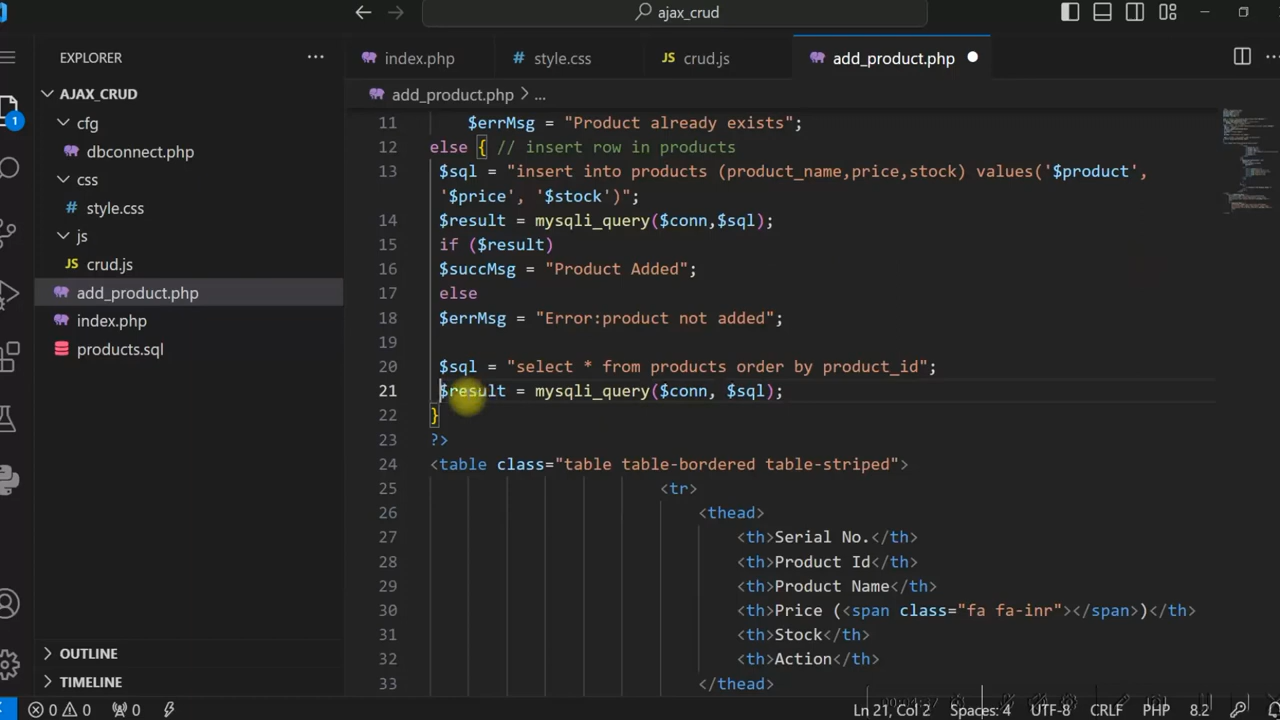 ajax_crud
EXPLORER
index.php
style.css
crud.js
add_product.php
AJAX_CRUD
add_product.php > ...
cfg
dbconnect.php
css
style.css
js
crud.js
add_product.php
index.php
products.sql
OUTLINE
TIMELINE
1
11 $errMsg = "Product already exists";
12 else { // insert row in products
13 $sql = "insert into products (product_name,price,stock) values('$product',
'$price', '$stock')";
14 $result = mysqli_query($conn,$sql);
15 if ($result)
16 $succMsg = "Product Added";
17 else
18 $errMsg = "Error:product not added";
19
20 $sql = "select * from products order by product_id";
21 $result = mysqli_query($conn, $sql);
22 }
23 ?>
24 <table class="table table-bordered table-striped">
25 <tr>
26 <thead>
27 <th>Serial No.</th>
28 <th>Product Id</th>
29 <th>Product Name</th>
30 <th>Price (<span class="fa fa-inr"></span>)</th>
31 <th>Stock</th>
32 <th>Action</th>
33 </thead>
0 0 0 Ln 21, Col 2 Spaces: 4 UTF-8 CRLF PHP 8.2